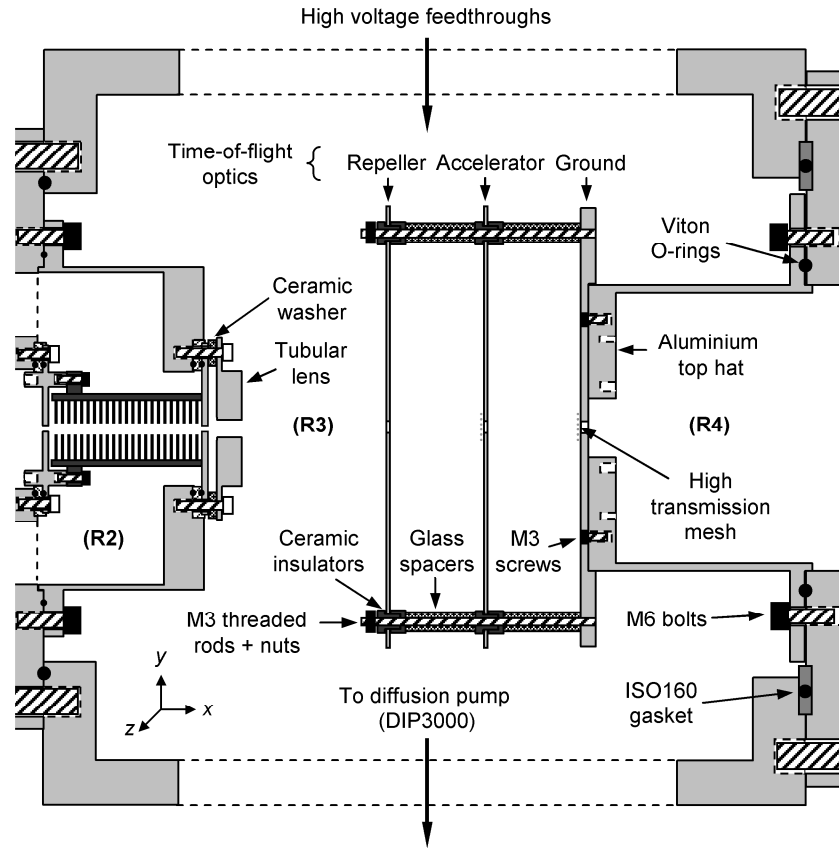 High voltage feedthroughs
Time-of-flight
optics
{
Repeller
Accelerator
Ground
Viton
O-rings
Ceramic
washer
Tubular
lens
Aluminium
top hat
(R3)
(R4)
High
transmission
mesh
(R2)
Ceramic
insulators
Glass
spacers
M3
screws
M3 threaded
rods + nuts
M6 bolts
y
x
z
To diffusion pump
(DIP3000)
ISO160
gasket